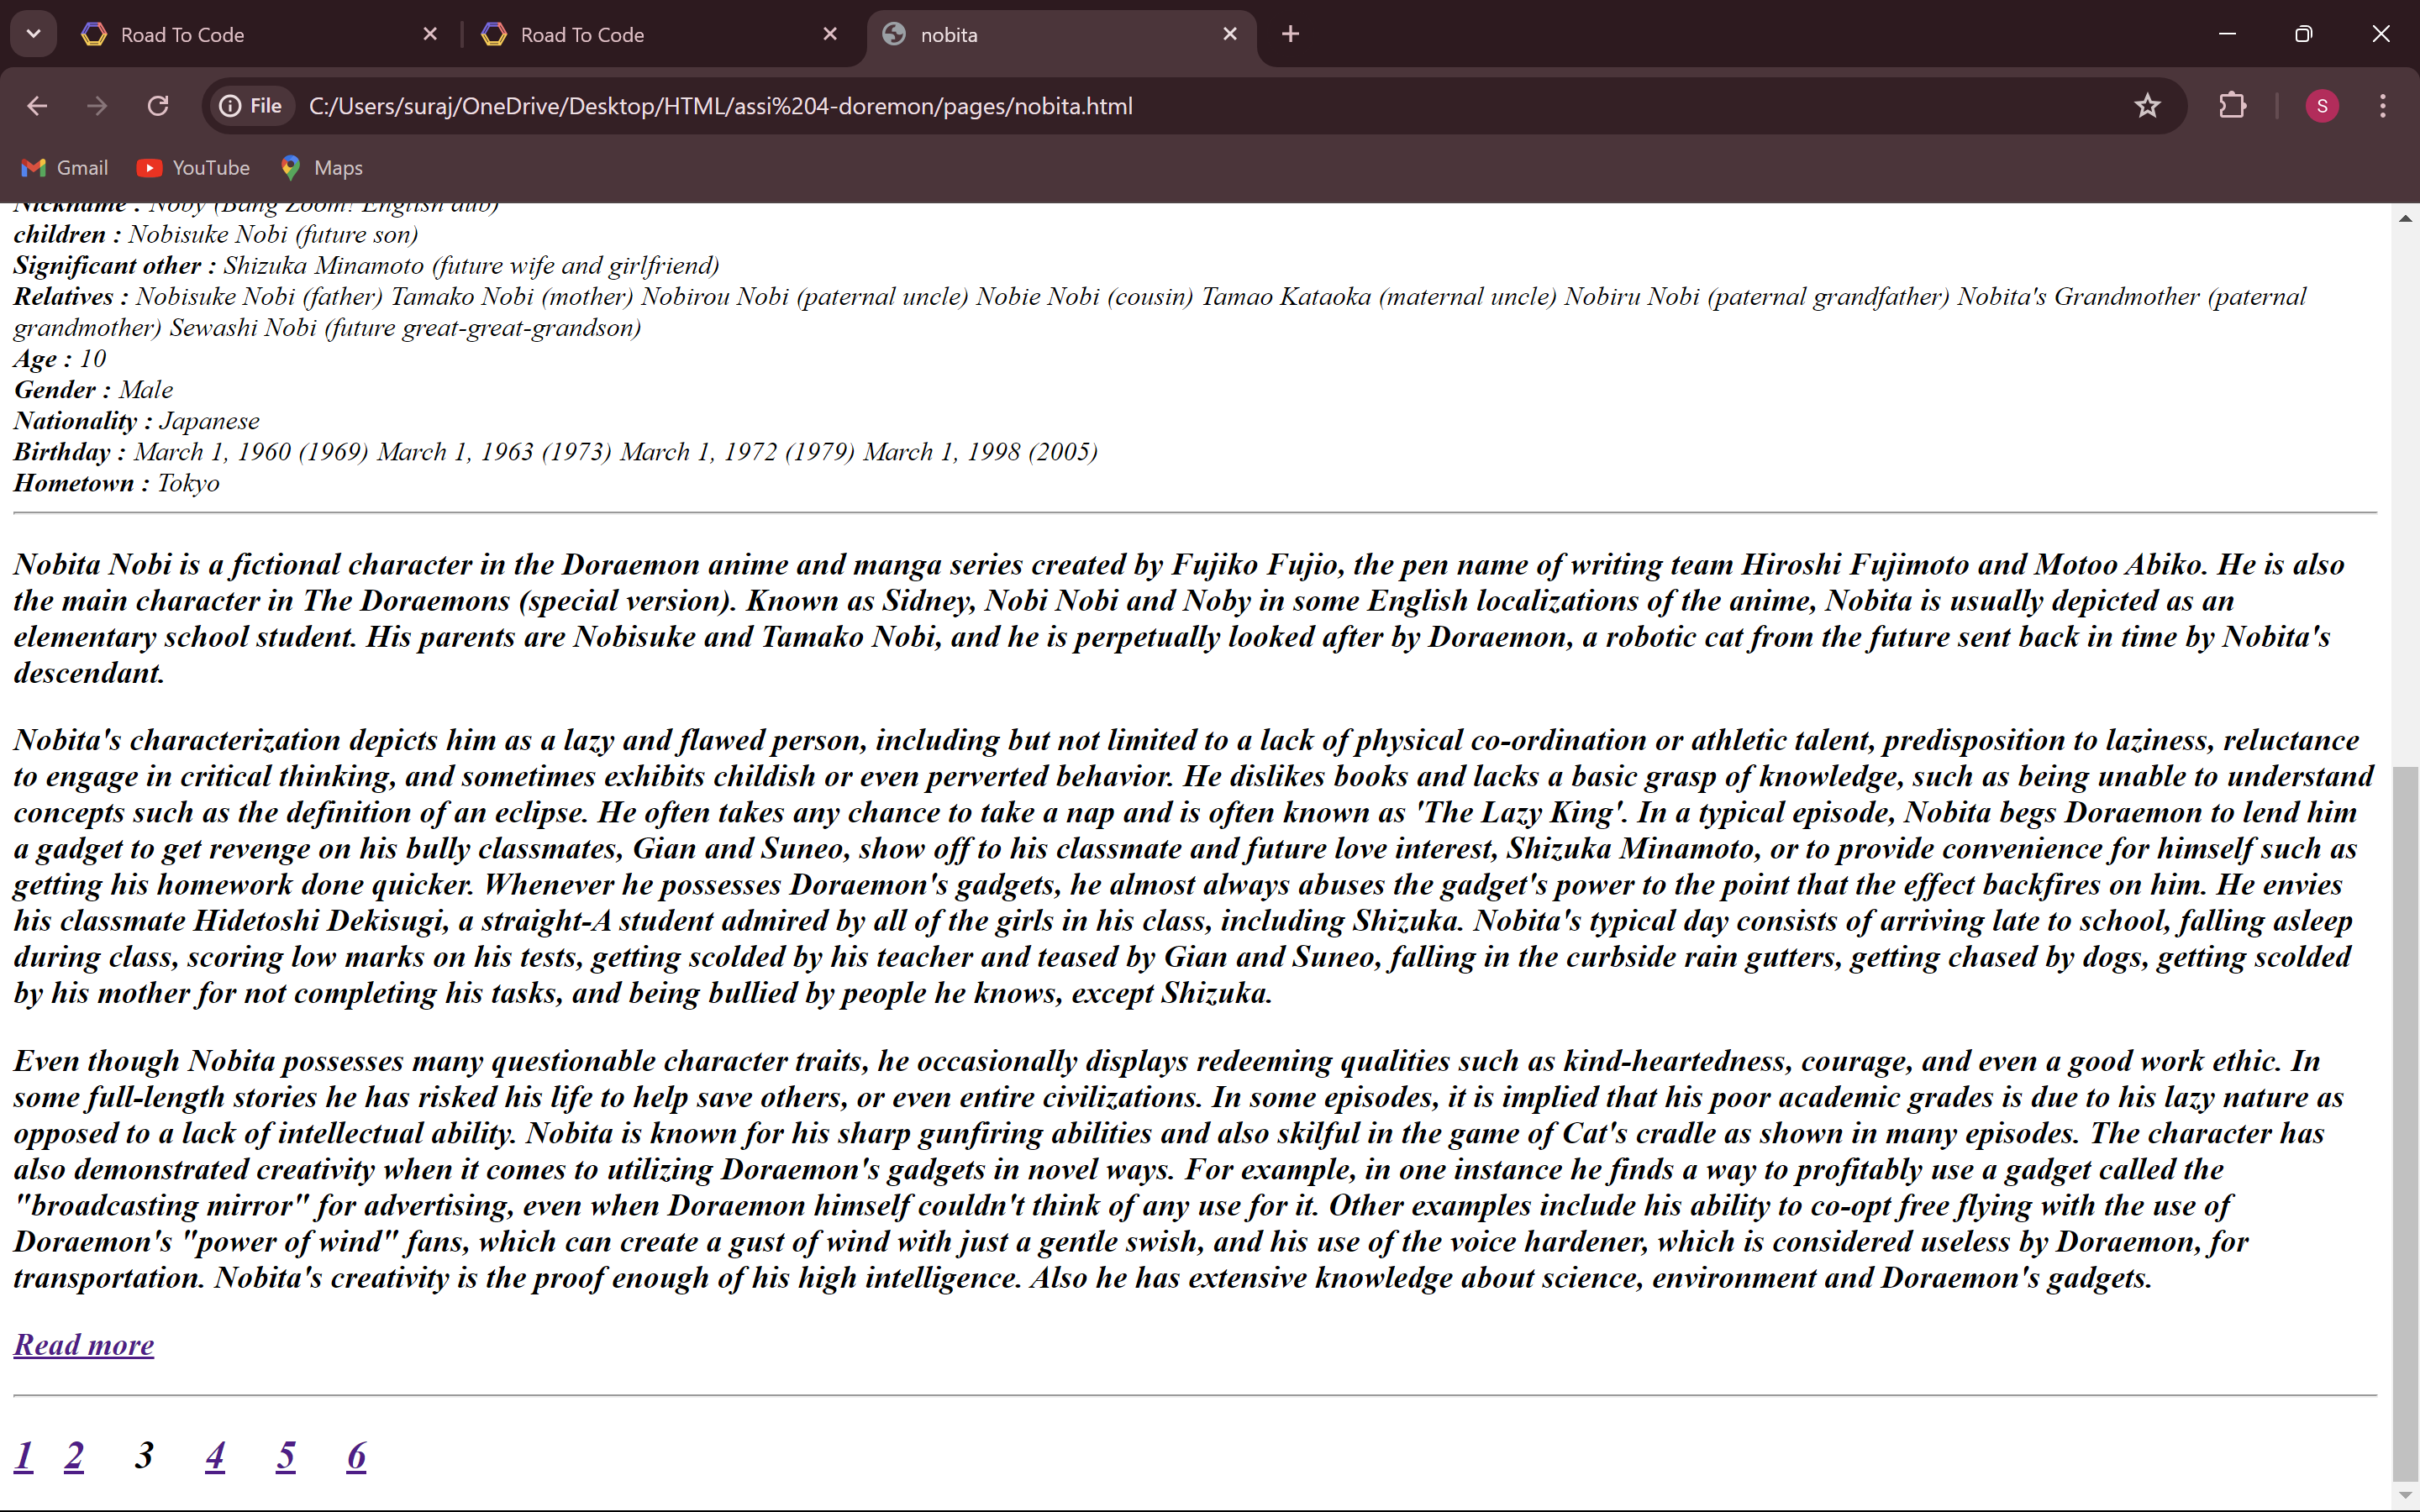 Road To Code
Road To Code
nobita
File C:/Users/suraj/OneDrive/Desktop/HTML/assi%204-doremon/pages/nobita.html
S
Gmail YouTube Maps
Nickname : Noby (Bang Zoom! English dub)
children : Nobisuke Nobi (future son)
Significant other : Shizuka Minamoto (future wife and girlfriend)
Relatives : Nobisuke Nobi (father) Tamako Nobi (mother) Nobirou Nobi (paternal uncle) Nobie Nobi (cousin) Tamao Kataoka (maternal uncle) Nobiru Nobi (paternal grandfather) Nobita's Grandmother (paternal
grandmother) Sewashi Nobi (future great-great-grandson)
Age : 10
Gender : Male
Nationality : Japanese
Birthday : March 1, 1960 (1969) March 1, 1963 (1973) March 1, 1972 (1979) March 1, 1998 (2005)
Hometown : Tokyo
Nobita Nobi is a fictional character in the Doraemon anime and manga series created by Fujiko Fujio, the pen name of writing team Hiroshi Fujimoto and Motoo Abiko. He is also
the main character in The Doraemons (special version). Known as Sidney, Nobi Nobi and Noby in some English localizations of the anime, Nobita is usually depicted as an
elementary school student. His parents are Nobisuke and Tamako Nobi, and he is perpetually looked after by Doraemon, a robotic cat from the future sent back in time by Nobita's
descendant.
Nobita's characterization depicts him as a lazy and flawed person, including but not limited to a lack of physical co-ordination or athletic talent, predisposition to laziness, reluctance
to engage in critical thinking, and sometimes exhibits childish or even perverted behavior. He dislikes books and lacks a basic grasp of knowledge, such as being unable to understand
concepts such as the definition of an eclipse. He often takes any chance to take a nap and is often known as 'The Lazy King'. In a typical episode, Nobita begs Doraemon to lend him
a gadget to get revenge on his bully classmates, Gian and Suneo, show off to his classmate and future love interest, Shizuka Minamoto, or to provide convenience for himself such as
getting his homework done quicker. Whenever he possesses Doraemon's gadgets, he almost always abuses the gadget's power to the point that the effect backfires on him. He envies
his classmate Hidetoshi Dekisugi, a straight-A student admired by all of the girls in his class, including Shizuka. Nobita's typical day consists of arriving late to school, falling asleep
during class, scoring low marks on his tests, getting scolded by his teacher and teased by Gian and Suneo, falling in the curbside rain gutters, getting chased by dogs, getting scolded
by his mother for not completing his tasks, and being bullied by people he knows, except Shizuka.
Even though Nobita possesses many questionable character traits, he occasionally displays redeeming qualities such as kind-heartedness, courage, and even a good work ethic. In
some full-length stories he has risked his life to help save others, or even entire civilizations. In some episodes, it is implied that his poor academic grades is due to his lazy nature as
opposed to a lack of intellectual ability. Nobita is known for his sharp gunfiring abilities and also skilful in the game of Cat's cradle as shown in many episodes. The character has
also demonstrated creativity when it comes to utilizing Doraemon's gadgets in novel ways. For example, in one instance he finds a way to profitably use a gadget called the
"broadcasting mirror" for advertising, even when Doraemon himself couldn't think of any use for it. Other examples include his ability to co-opt free flying with the use of
Doraemon's "power of wind" fans, which can create a gust of wind with just a gentle swish, and his use of the voice hardener, which is considered useless by Doraemon, for
transportation. Nobita's creativity is the proof enough of his high intelligence. Also he has extensive knowledge about science, environment and Doraemon's gadgets.
Read more
1 2 3 4 5 6